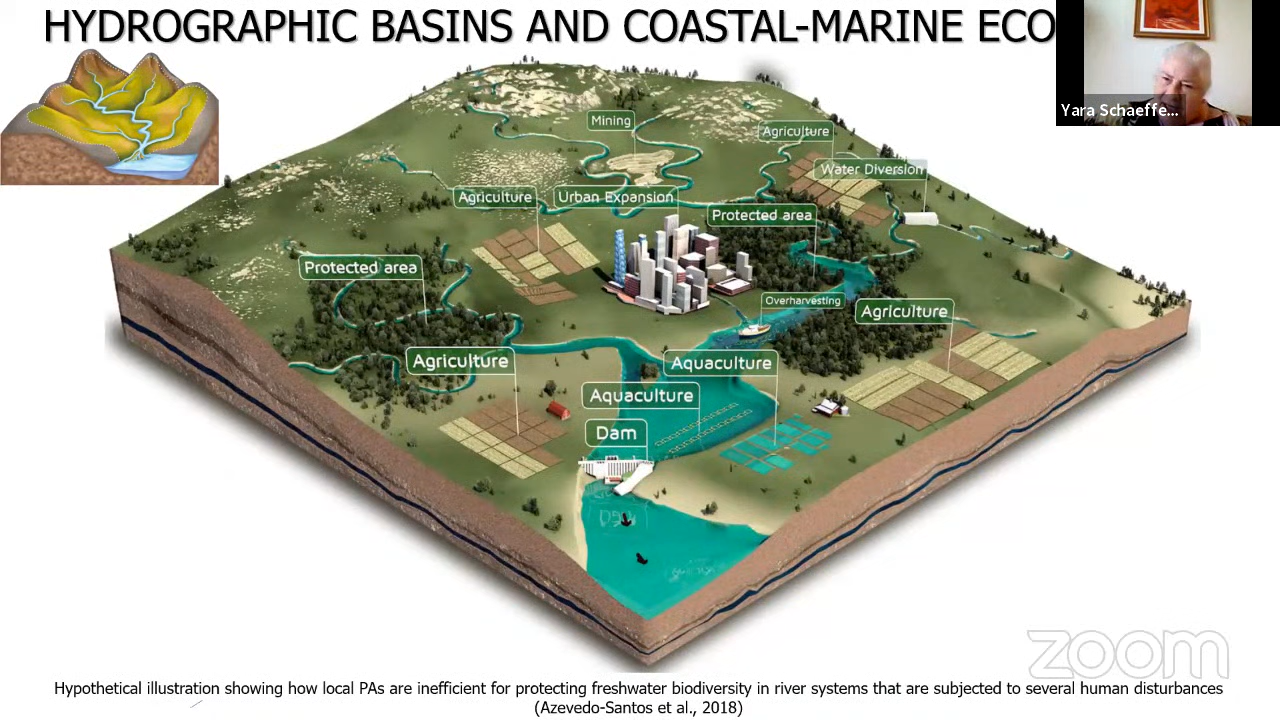 HYDROGRAPHIC BASINS AND COASTAL-MARINE ECO
Yara Schaeffe...
Mining
Agriculture
Water Diversion
Agriculture
Urban Expansion
Protected area
Protected area
Overharvesting
Agriculture
Agriculture
Aquaculture
Aquaculture
Dam
zoom
Hypothetical illustration showing how local PAs are inefficient for protecting freshwater biodiversity in river systems that are subjected to several human disturbances
(Azevedo-Santos et al., 2018)